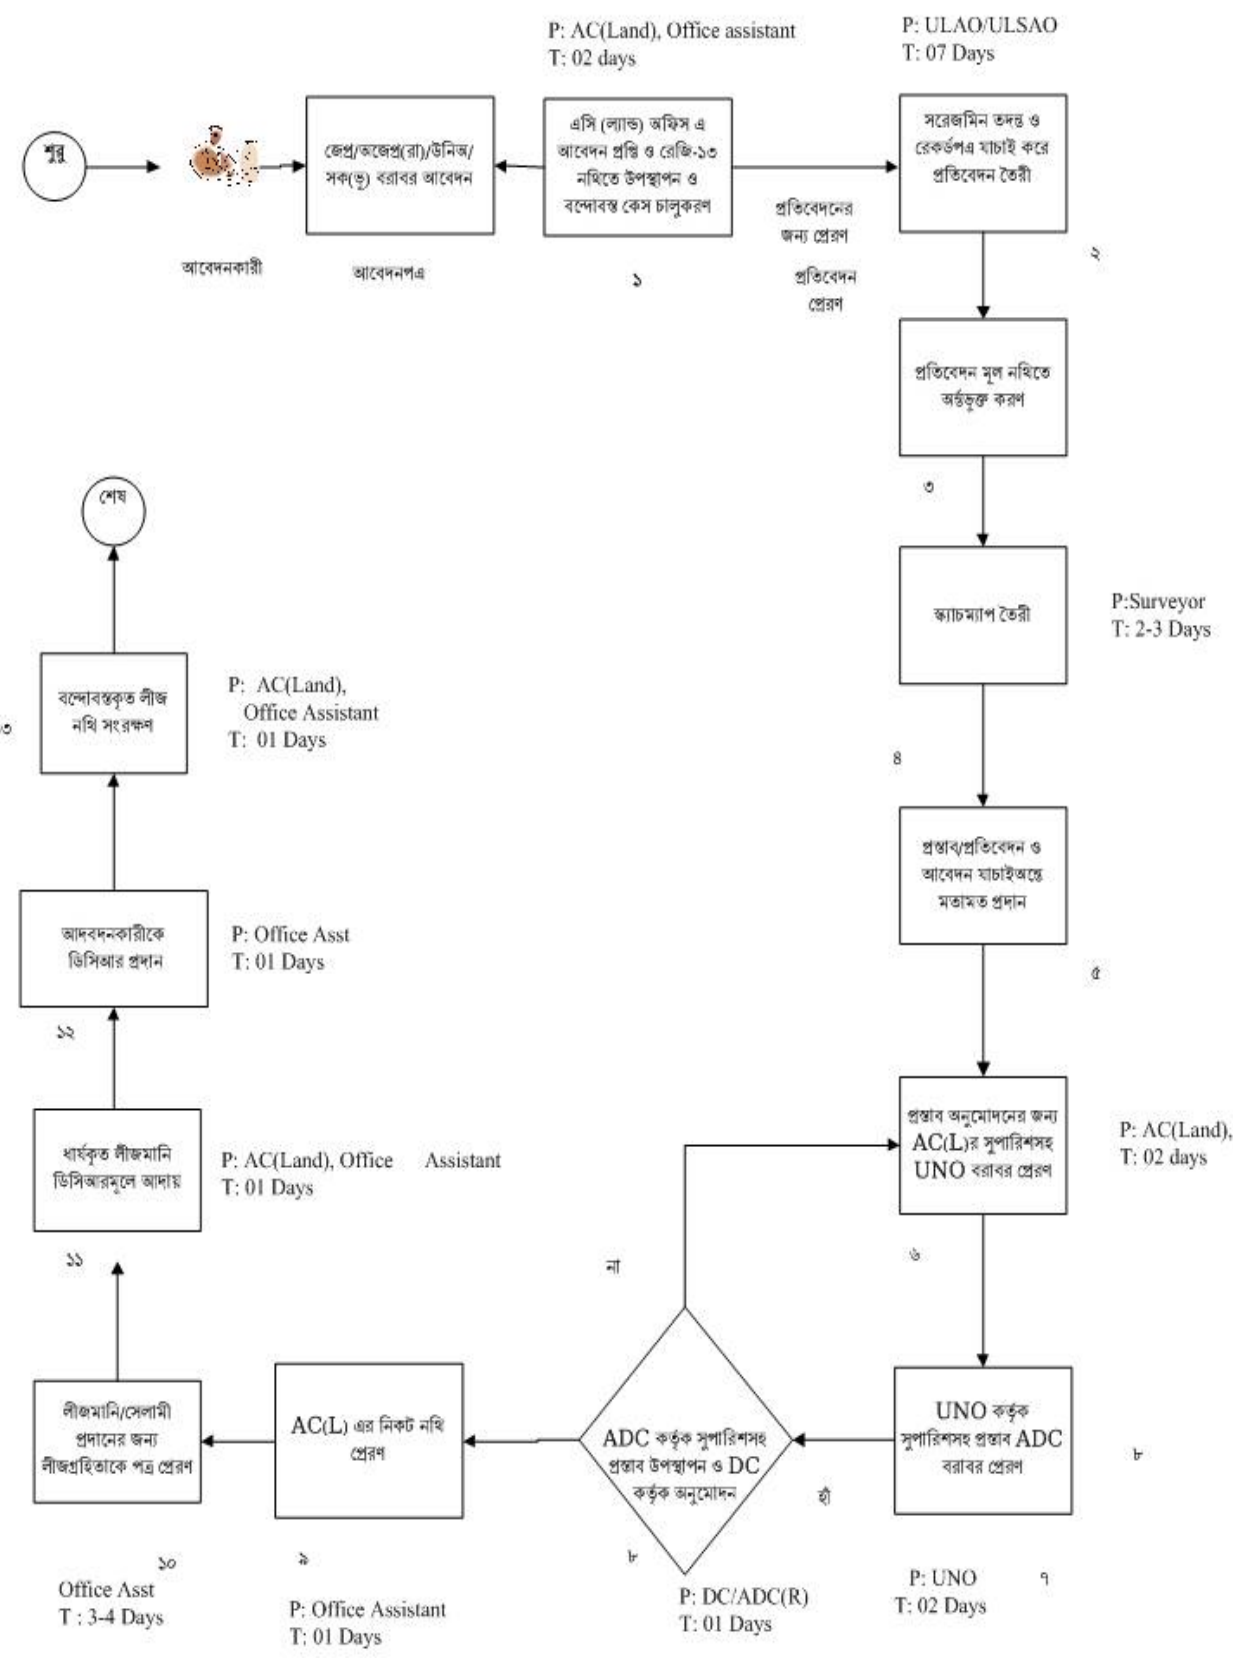 P: AC(Land), Office assistant
T: 02 days
P: ULAO/ULSAO
T: 07 Days
শুরু
জেপ্র/অজেপ্র(রা)/উনিঅ/
সক(ভূ) বরাবর আবেদন
এসি (ল্যান্ড) অফিস এ
আবেদন প্রপ্তি ও রেজি-১৩
নথিতে উপস্থাপন ও
বন্দোবস্ত কেস চালুকরণ
সরেজমিন তদন্ত ও
রেকর্ডপএ যাচাই করে
প্রতিবেদন তৈরী
প্রতিবেদনের
জন্য প্রেরণ
আবেদনকারী
আবেদনপএ
১
প্রতিবেদন
প্রেরণ
২
প্রতিবেদন মূল নথিতে
অর্ন্তভূক্ত করণ
৩
শেষ
স্ক্যাচম্যাপ তৈরী
P:Surveyor
T: 2-3 Days
বন্দোবস্তকৃত লীজ
নথি সংরক্ষণ
P: AC(Land),
Office Assistant
T: 01 Days
৩
৪
প্রস্তাব/প্রতিবেদন ও
আবেদন যাচাইঅন্তে
মতামত প্রদান
আদবদনকারীকে
ডিসিআর প্রদান
P: Office Asst
T: 01 Days
৫
১২
প্রস্তাব অনুমোদনের জন্য
AC(L)র সুপারিশসহ
UNO বরাবর প্রেরণ
P: AC(Land),
T: 02 days
ধার্যকৃত লীজমানি
ডিসিআরমূলে আদায়
P: AC(Land), Office Assistant
T: 01 Days
১১
না
৬
লীজমানি/সেলামী
প্রদানের জন্য
লীজগ্রহিতাকে পত্র প্রেরণ
AC(L) এর নিকট নথি
প্রেরণ
ADC কর্তৃক সুপারিশসহ
প্রস্তাব উপস্থাপন ও DC
কর্তৃক অনুমোদন
UNO কর্তৃক
সুপারিশসহ প্রস্তাব ADC
বরাবর প্রেরণ
৮
হাঁ
১০
Office Asst
T : 3-4 Days
৯
P: Office Assistant
T: 01 Days
৮
P: DC/ADC(R)
T: 01 Days
P: UNO
T: 02 Days
৭